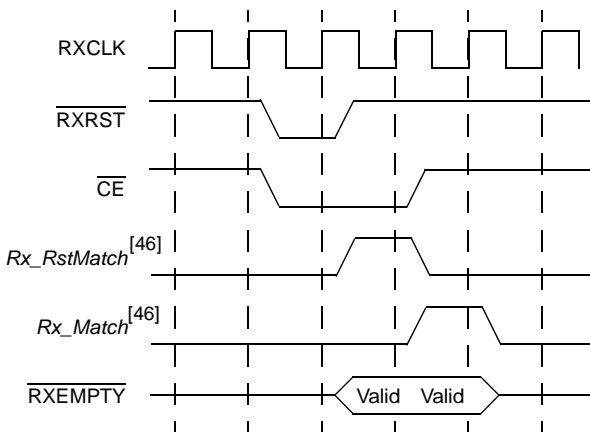 RXCLK
RXRST
CE
Rx_RstMatch[46]
Rx_Match[46]
RXEMPTY
Valid Valid